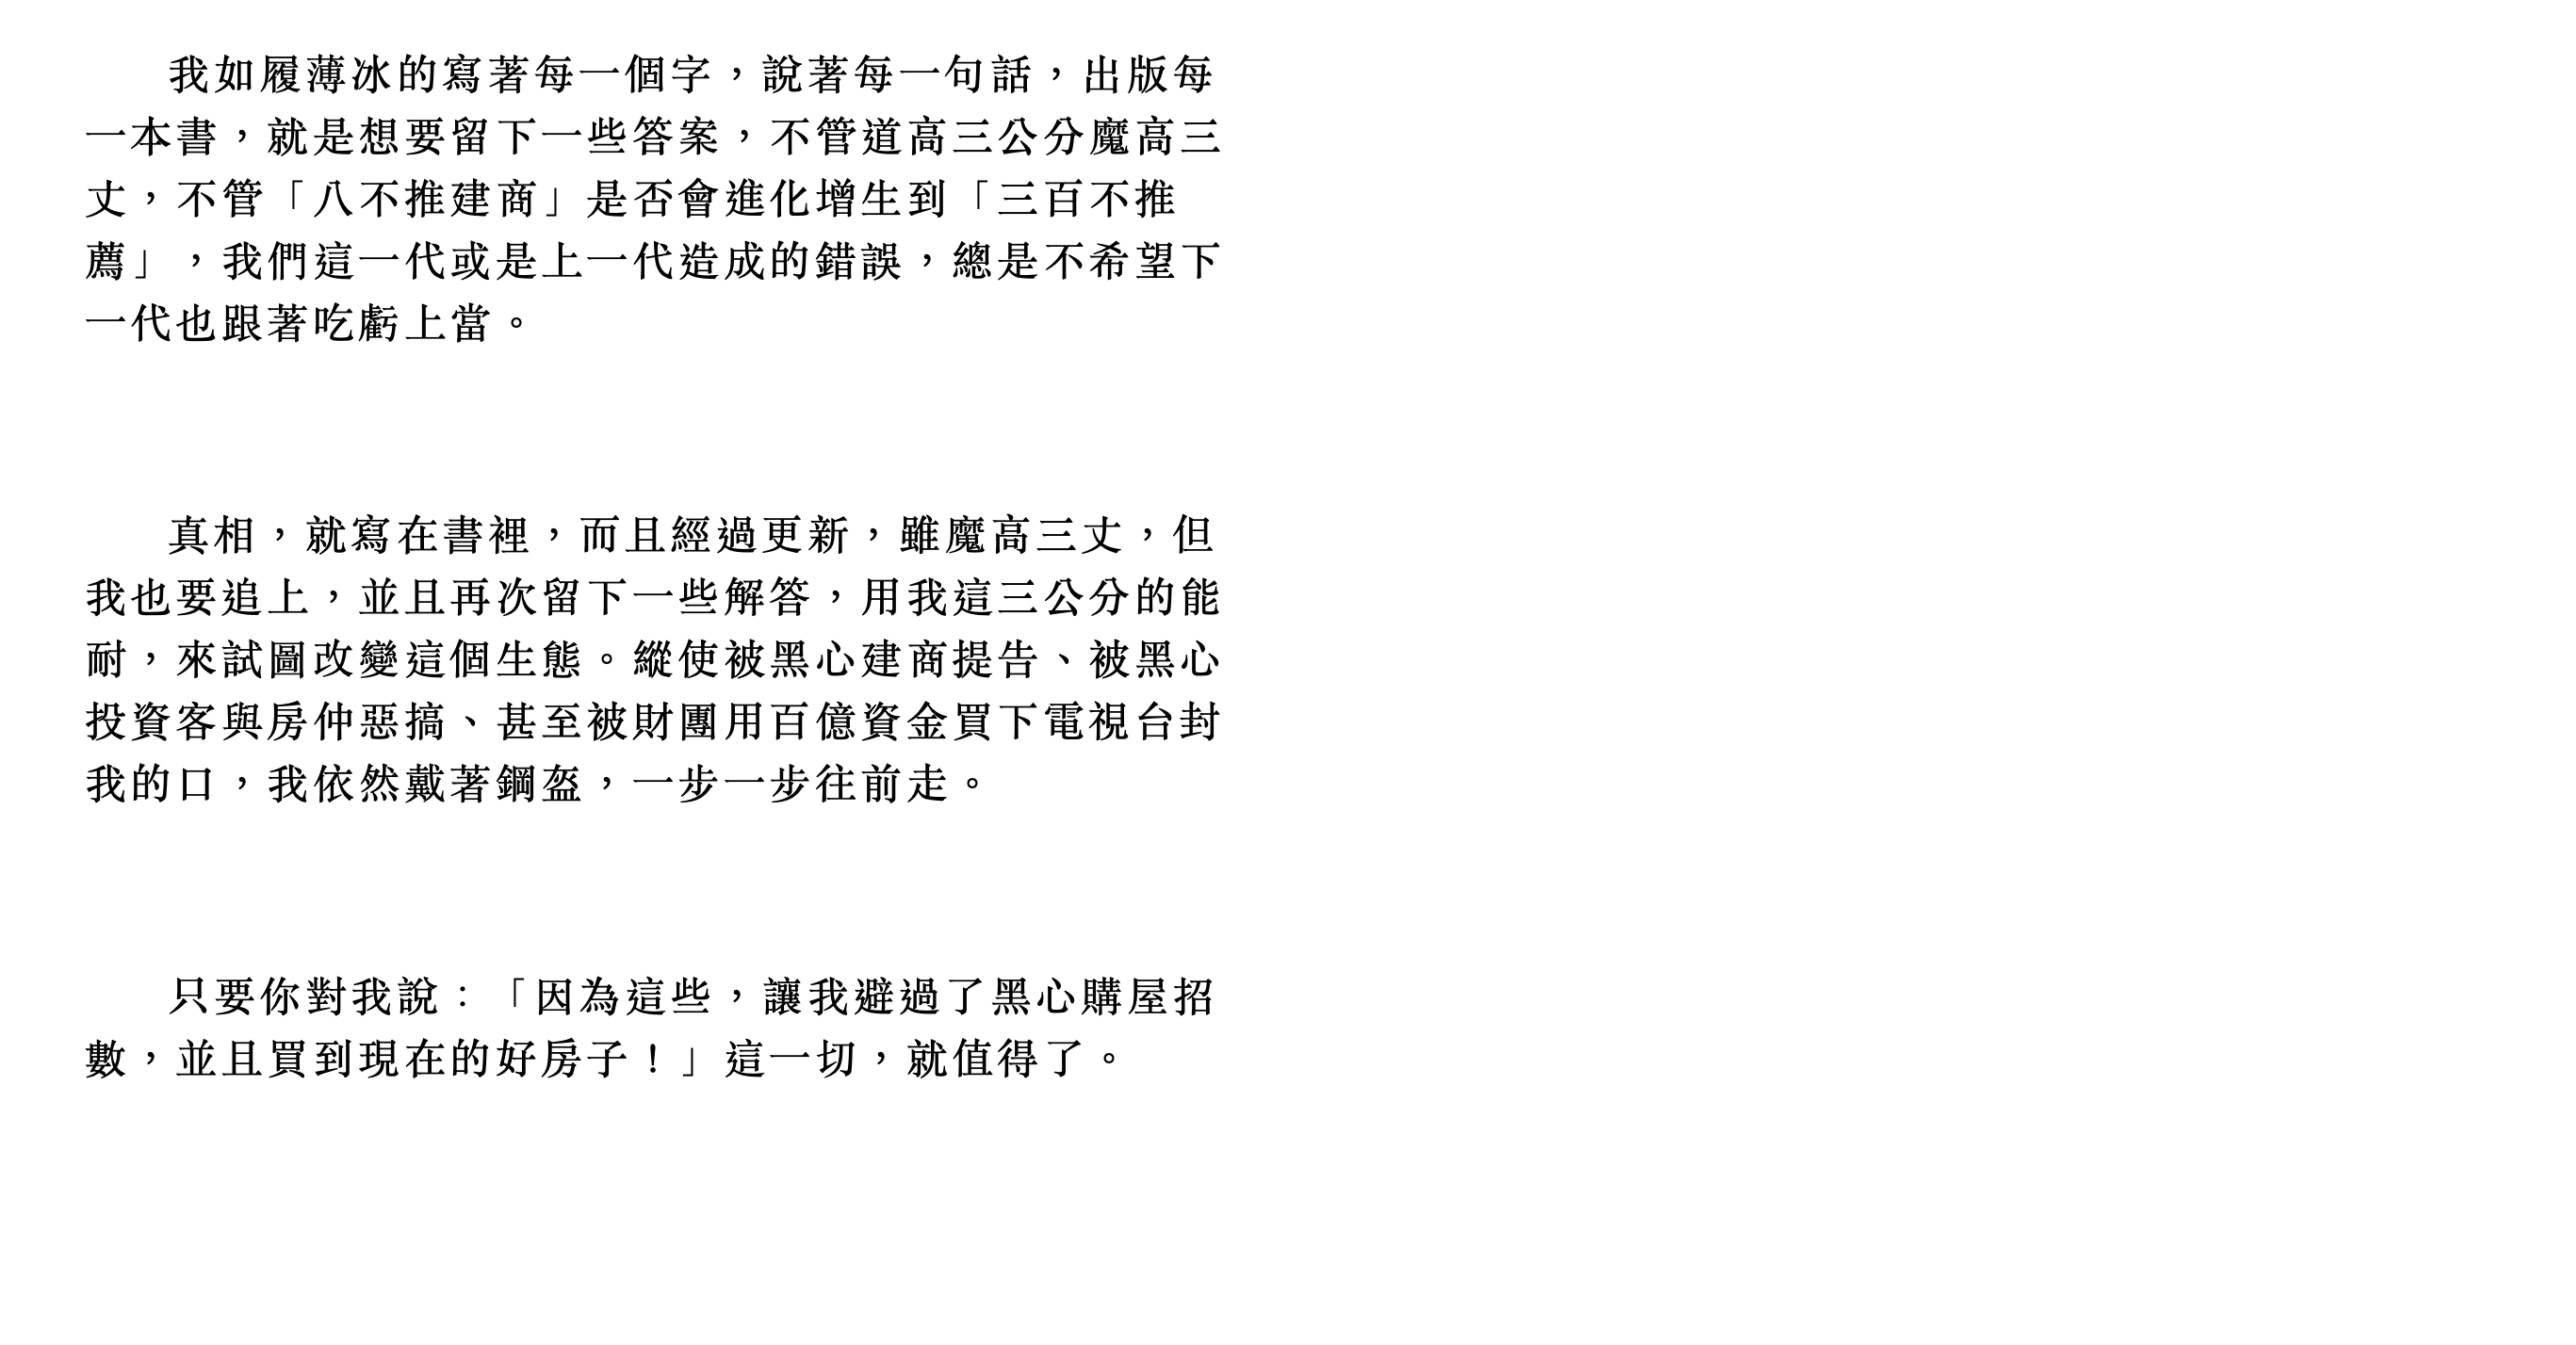 我如履薄冰的寫著每一個字，說著每一句話，出版每
一本書，就是想要留下一些答案，不管道高三公分魔高三
丈，不管「八不推建商」是否會進化增生到「三百不推
薦」，我們這一代或是上一代造成的錯誤，總是不希望下
一代也跟著吃虧上當。
真相，就寫在書裡，而且經過更新，雖魔高三丈，但
我也要追上，並且再次留下一些解答，用我這三公分的能
耐，來試圖改變這個生態。縱使被黑心建商提告、被黑心
投資客與房仲惡搞、甚至被財團用百億資金買下電視台封
我的口，我依然戴著鋼盔，一步一步往前走。
只要你對我說：「因為這些，讓我避過了黑心購屋招
數，並且買到現在的好房子！」這一切，就值得了。